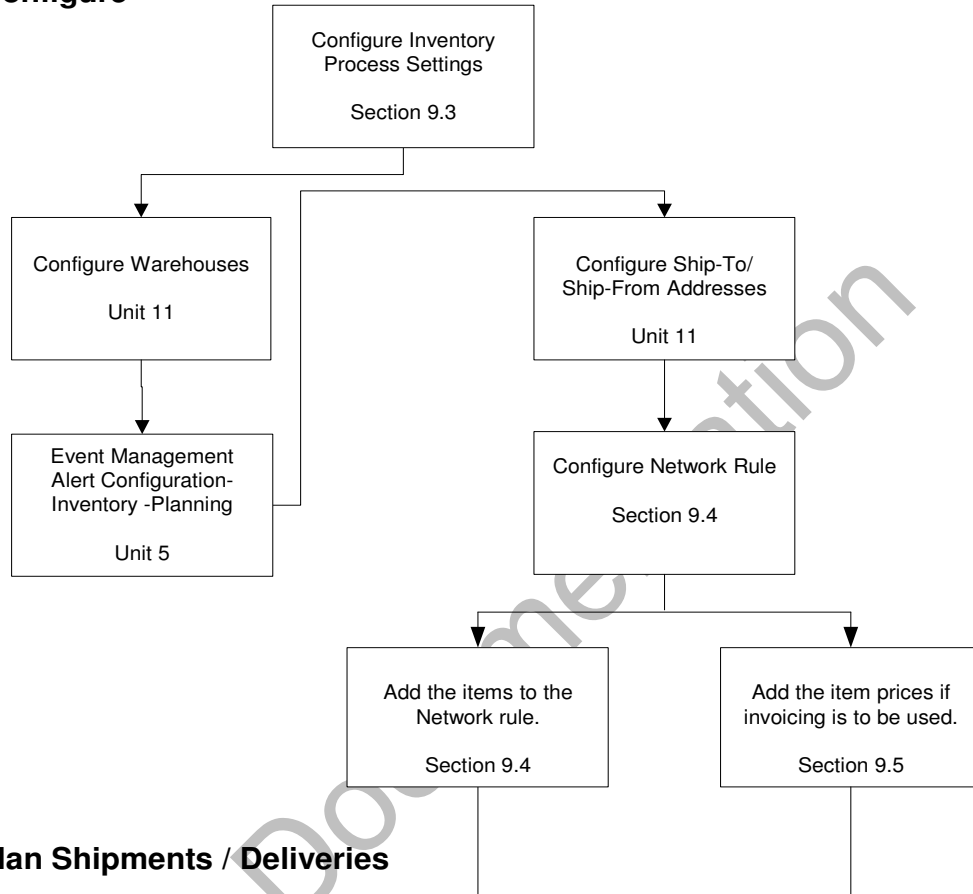 Configure Inventory
Process Settings
Section 9.3
Configure Warehouses
Unit 11
Configure Ship-To/
Ship-From Addresses
Unit 11
Event Management
Alert Configuration-
Inventory -Planning
Unit 5
Configure Network Rule
Section 9.4
Add the items to the
Network rule.
Section 9.4
Add the item prices if
invoicing is to be used.
Section 9.5
Shipments / Deliveries